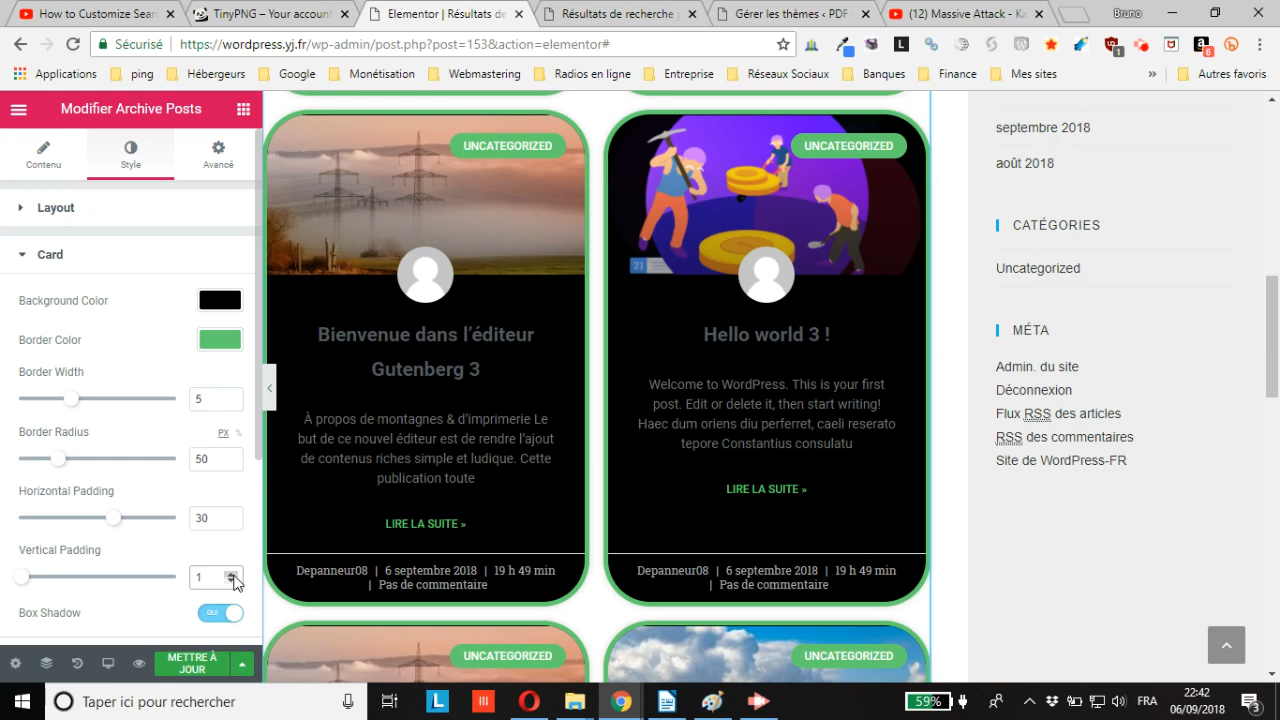 How to Customize Sear
TinyPNG – Your account
Elementor | Résultats de
Résultats de recherche
Gérer les thèmes ‹ PDF
(12) Massive Attack - Ka
Bruno
Sécurisé
https://wordpress.yj.fr/wp-admin/post.php?post=153&action=elementor#
1
6
Applications
ping
Hébergeurs
Google
Monétisation
Webmastering
Radios en ligne
Entreprise
Réseaux Sociaux
Banques
Finance
Mes sites
»
Autres favoris
Modifier Archive Posts
Contenu
Style
Avancé
Layout
Card
Background Color
Border Color
Border Width
5
Border Radius
PX %
50
Horizontal Padding
30
Vertical Padding
1
Box Shadow
OUI
METTRE À
JOUR
UNCATEGORIZED
Bienvenue dans l’éditeur
Gutenberg 3
À propos de montagnes & d’imprimerie Le
but de ce nouvel éditeur est de rendre l’ajout
de contenus riches simple et ludique. Cette
publication toute
LIRE LA SUITE »
Depanneur08 | 6 septembre 2018 | 19 h 49 min
| Pas de commentaire
UNCATEGORIZED
21
Hello world 3 !
Welcome to WordPress. This is your first
post. Edit or delete it, then start writing!
Haec dum oriens diu perferret, caeli reserato
tepore Constantius consulatu
LIRE LA SUITE »
Depanneur08 | 6 septembre 2018 | 19 h 49 min
| Pas de commentaire
UNCATEGORIZED
UNCATEGORIZED
septembre 2018
août 2018
CATÉGORIES
Uncategorized
MÉTA
Admin. du site
Déconnexion
Flux RSS des articles
RSS des commentaires
Site de WordPress-FR
Taper ici pour rechercher
L
59%
FRA
22:42
06/09/2018
3